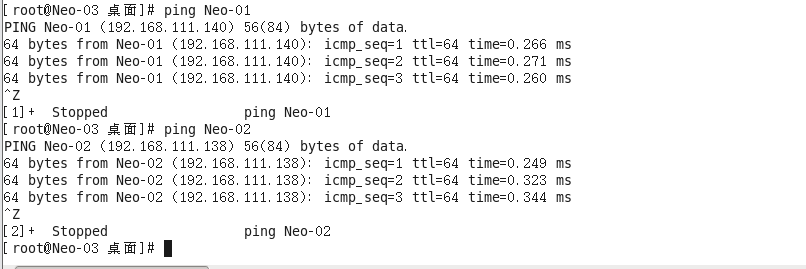 [root@Neo-03 桌面]# ping Neo-01
PING Neo-01 (192.168.111.140) 56(84) bytes of data.
64 bytes from Neo-01 (192.168.111.140): icmp_seq=1 ttl=64 time=0.266 ms
64 bytes from Neo-01 (192.168.111.140): icmp_seq=2 ttl=64 time=0.271 ms
64 bytes from Neo-01 (192.168.111.140): icmp_seq=3 ttl=64 time=0.260 ms
^Z
[1]+  Stopped                 ping Neo-01
[root@Neo-03 桌面]# ping Neo-02
PING Neo-02 (192.168.111.138) 56(84) bytes of data.
64 bytes from Neo-02 (192.168.111.138): icmp_seq=1 ttl=64 time=0.249 ms
64 bytes from Neo-02 (192.168.111.138): icmp_seq=2 ttl=64 time=0.323 ms
64 bytes from Neo-02 (192.168.111.138): icmp_seq=3 ttl=64 time=0.344 ms
^Z
[2]+  Stopped                 ping Neo-02
[root@Neo-03 桌面]#